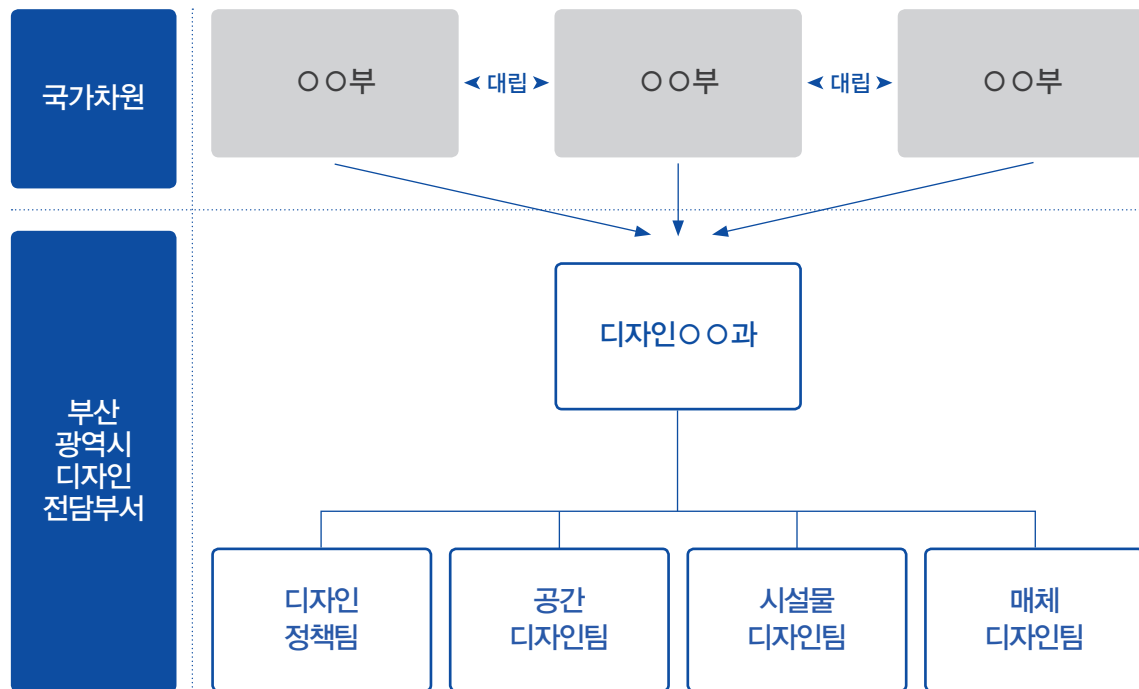 국가차원
○○부
대립
○○부
대립
○○부
부산
광역시
디자인
전담부서
디자인○○과
디자인
정책팀
공간
디자인팀
시설물
디자인팀
매체
디자인팀